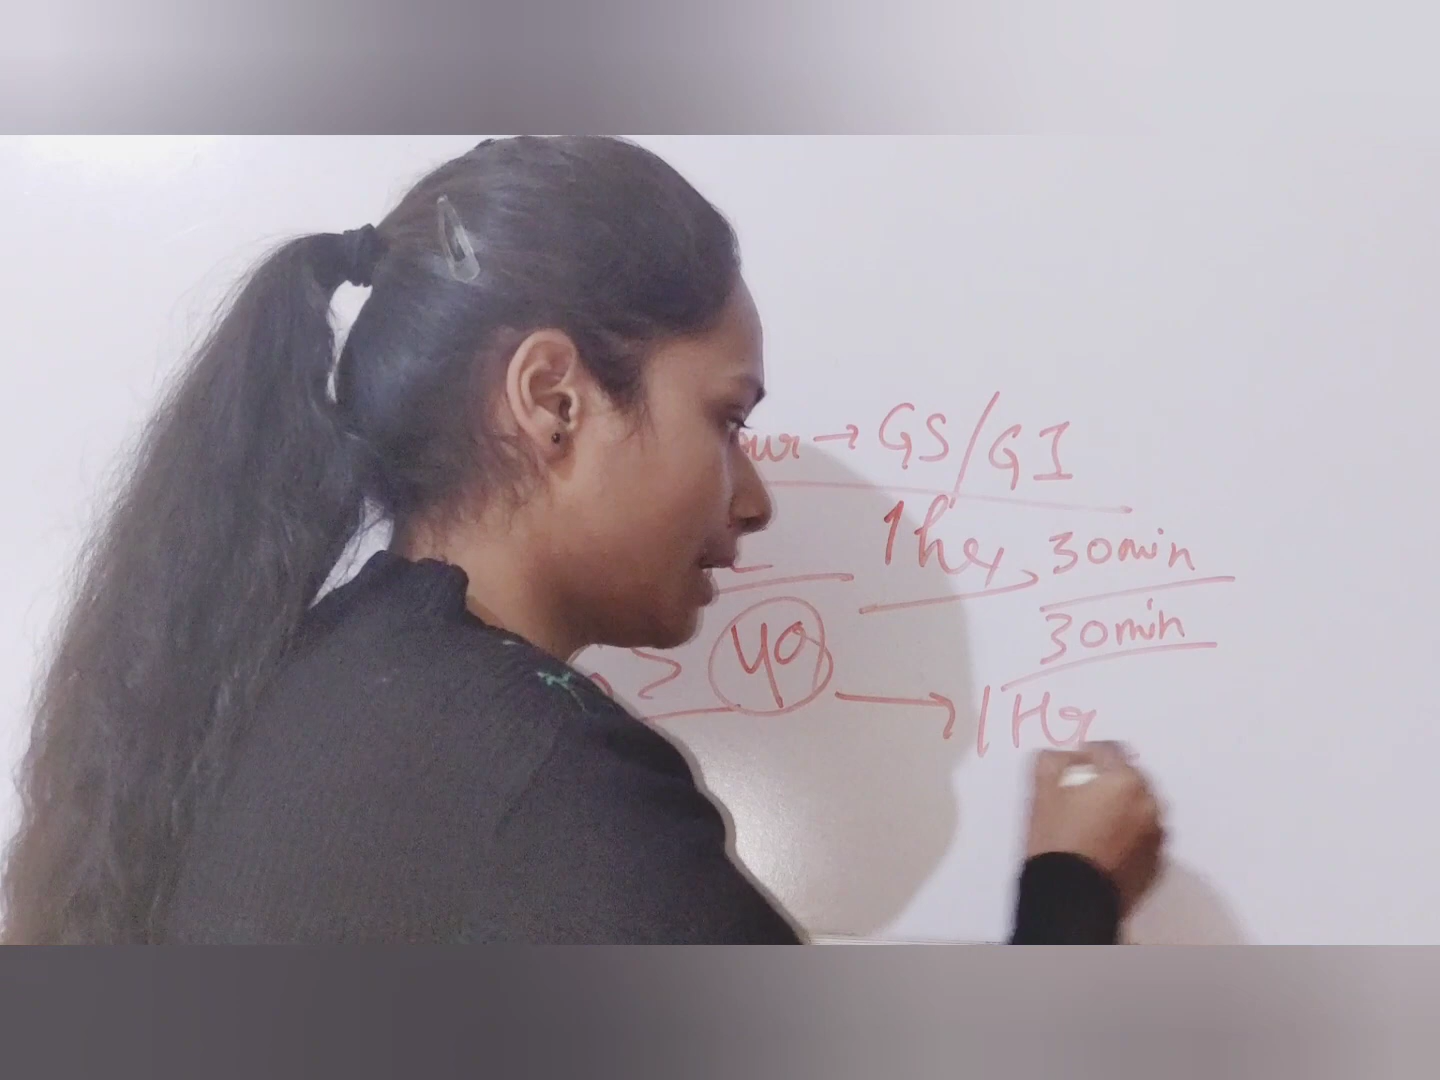 → GS/GI
1hr, 30min
30min
40 → 1Hr